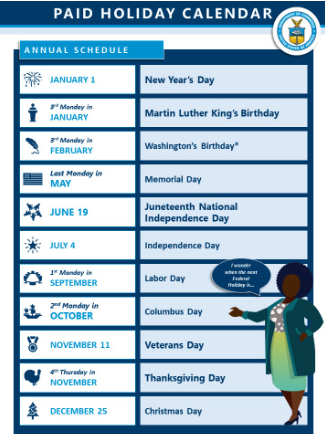 PAID HOLIDAY CALENDAR
ANNUAL SCHEDULE
JANUARY 1
New Year's Day
3rd Monday in
JANUARY
Martin Luther King's Birthday
3rd Monday in
FEBRUARY
Washington's Birthday*
Last Monday in
MAY
Memorial Day
JUNE 19
Juneteenth National
Independence Day
JULY 4
Independence Day
1st Monday in
SEPTEMBER
Labor Day
I wonder
when the next
Federal
Holiday is...
2nd Monday in
OCTOBER
Columbus Day
NOVEMBER 11
Veterans Day
4th Thursday in
NOVEMBER
Thanksgiving Day
DECEMBER 25
Christmas Day